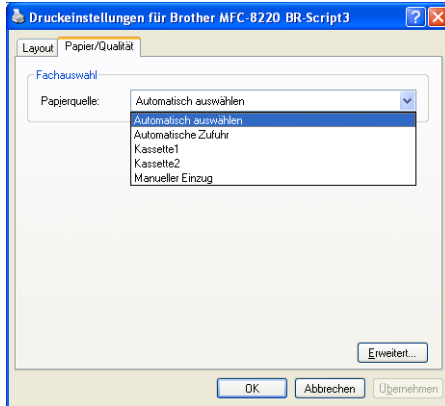 Druckeinstellungen für Brother MFC-8220 BR-Script3
Layout Papier/Qualität
Fachauswahl
Papierquelle: Automatisch auswählen
Automatisch auswählen
Automatische Zufuhr
Kassette1
Kassette2
Manueller Einzug
Erweitert...
OK Abbrechen Übernehmen